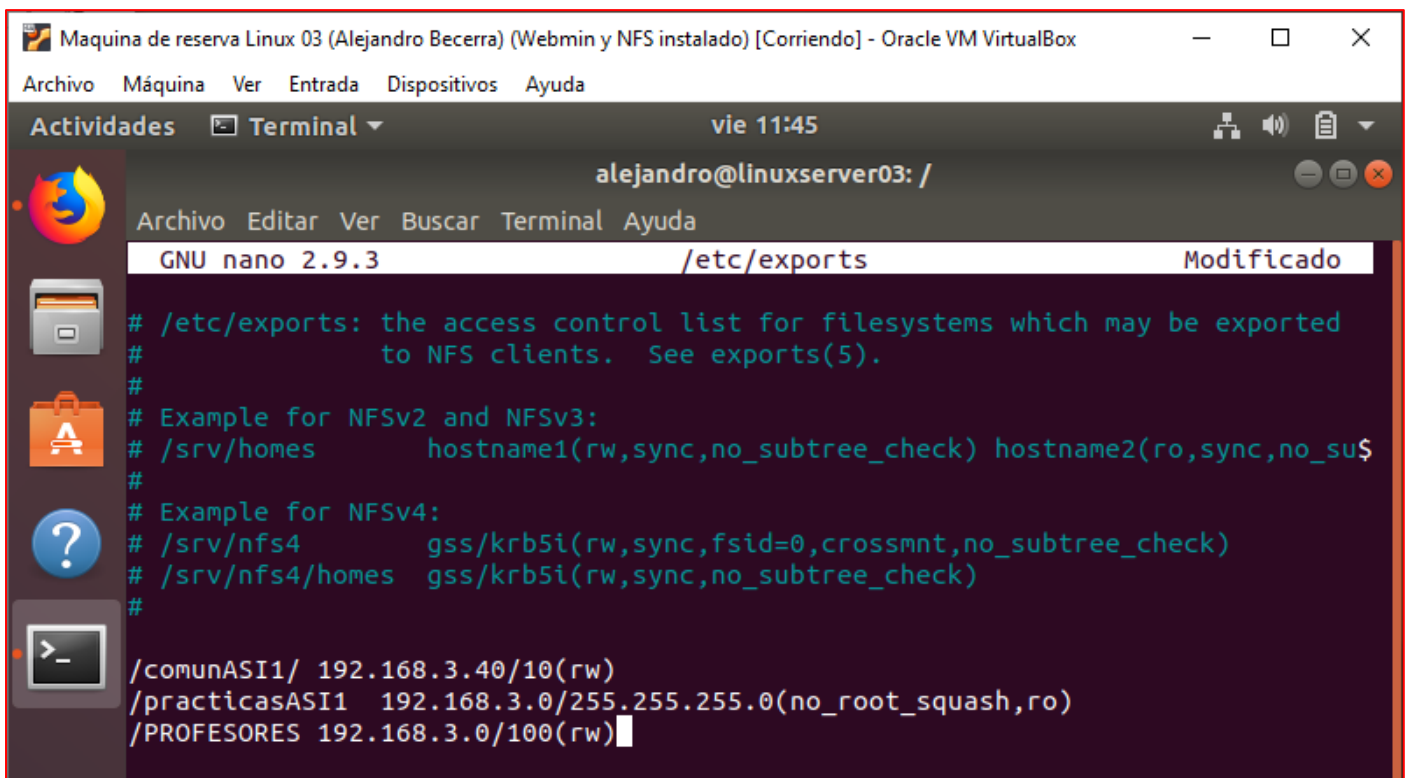 Maquina de reserva Linux 03 (Alejandro Becerra) (Webmin y NFS instalado) [Corriendo] - Oracle VM VirtualBox
Archivo Máquina Ver Entrada Dispositivos Ayuda
Actividades Terminal vie 11:45
alejandro@linuxserver03: /
Archivo Editar Ver Buscar Terminal Ayuda
GNU nano 2.9.3 /etc/exports Modificado
# /etc/exports: the access control list for filesystems which may be exported
# to NFS clients. See exports(5).
#
# Example for NFSv2 and NFSv3:
# /srv/homes hostname1(rw,sync,no_subtree_check) hostname2(ro,sync,no_su$
#
# Example for NFSv4:
# /srv/nfs4 gss/krb5i(rw,sync,fsid=0,crossmnt,no_subtree_check)
# /srv/nfs4/homes gss/krb5i(rw,sync,no_subtree_check)
#
/comunASI1/ 192.168.3.40/10(rw)
/practicasASI1 192.168.3.0/255.255.255.0(no_root_squash,ro)
/PROFESORES 192.168.3.0/100(rw)